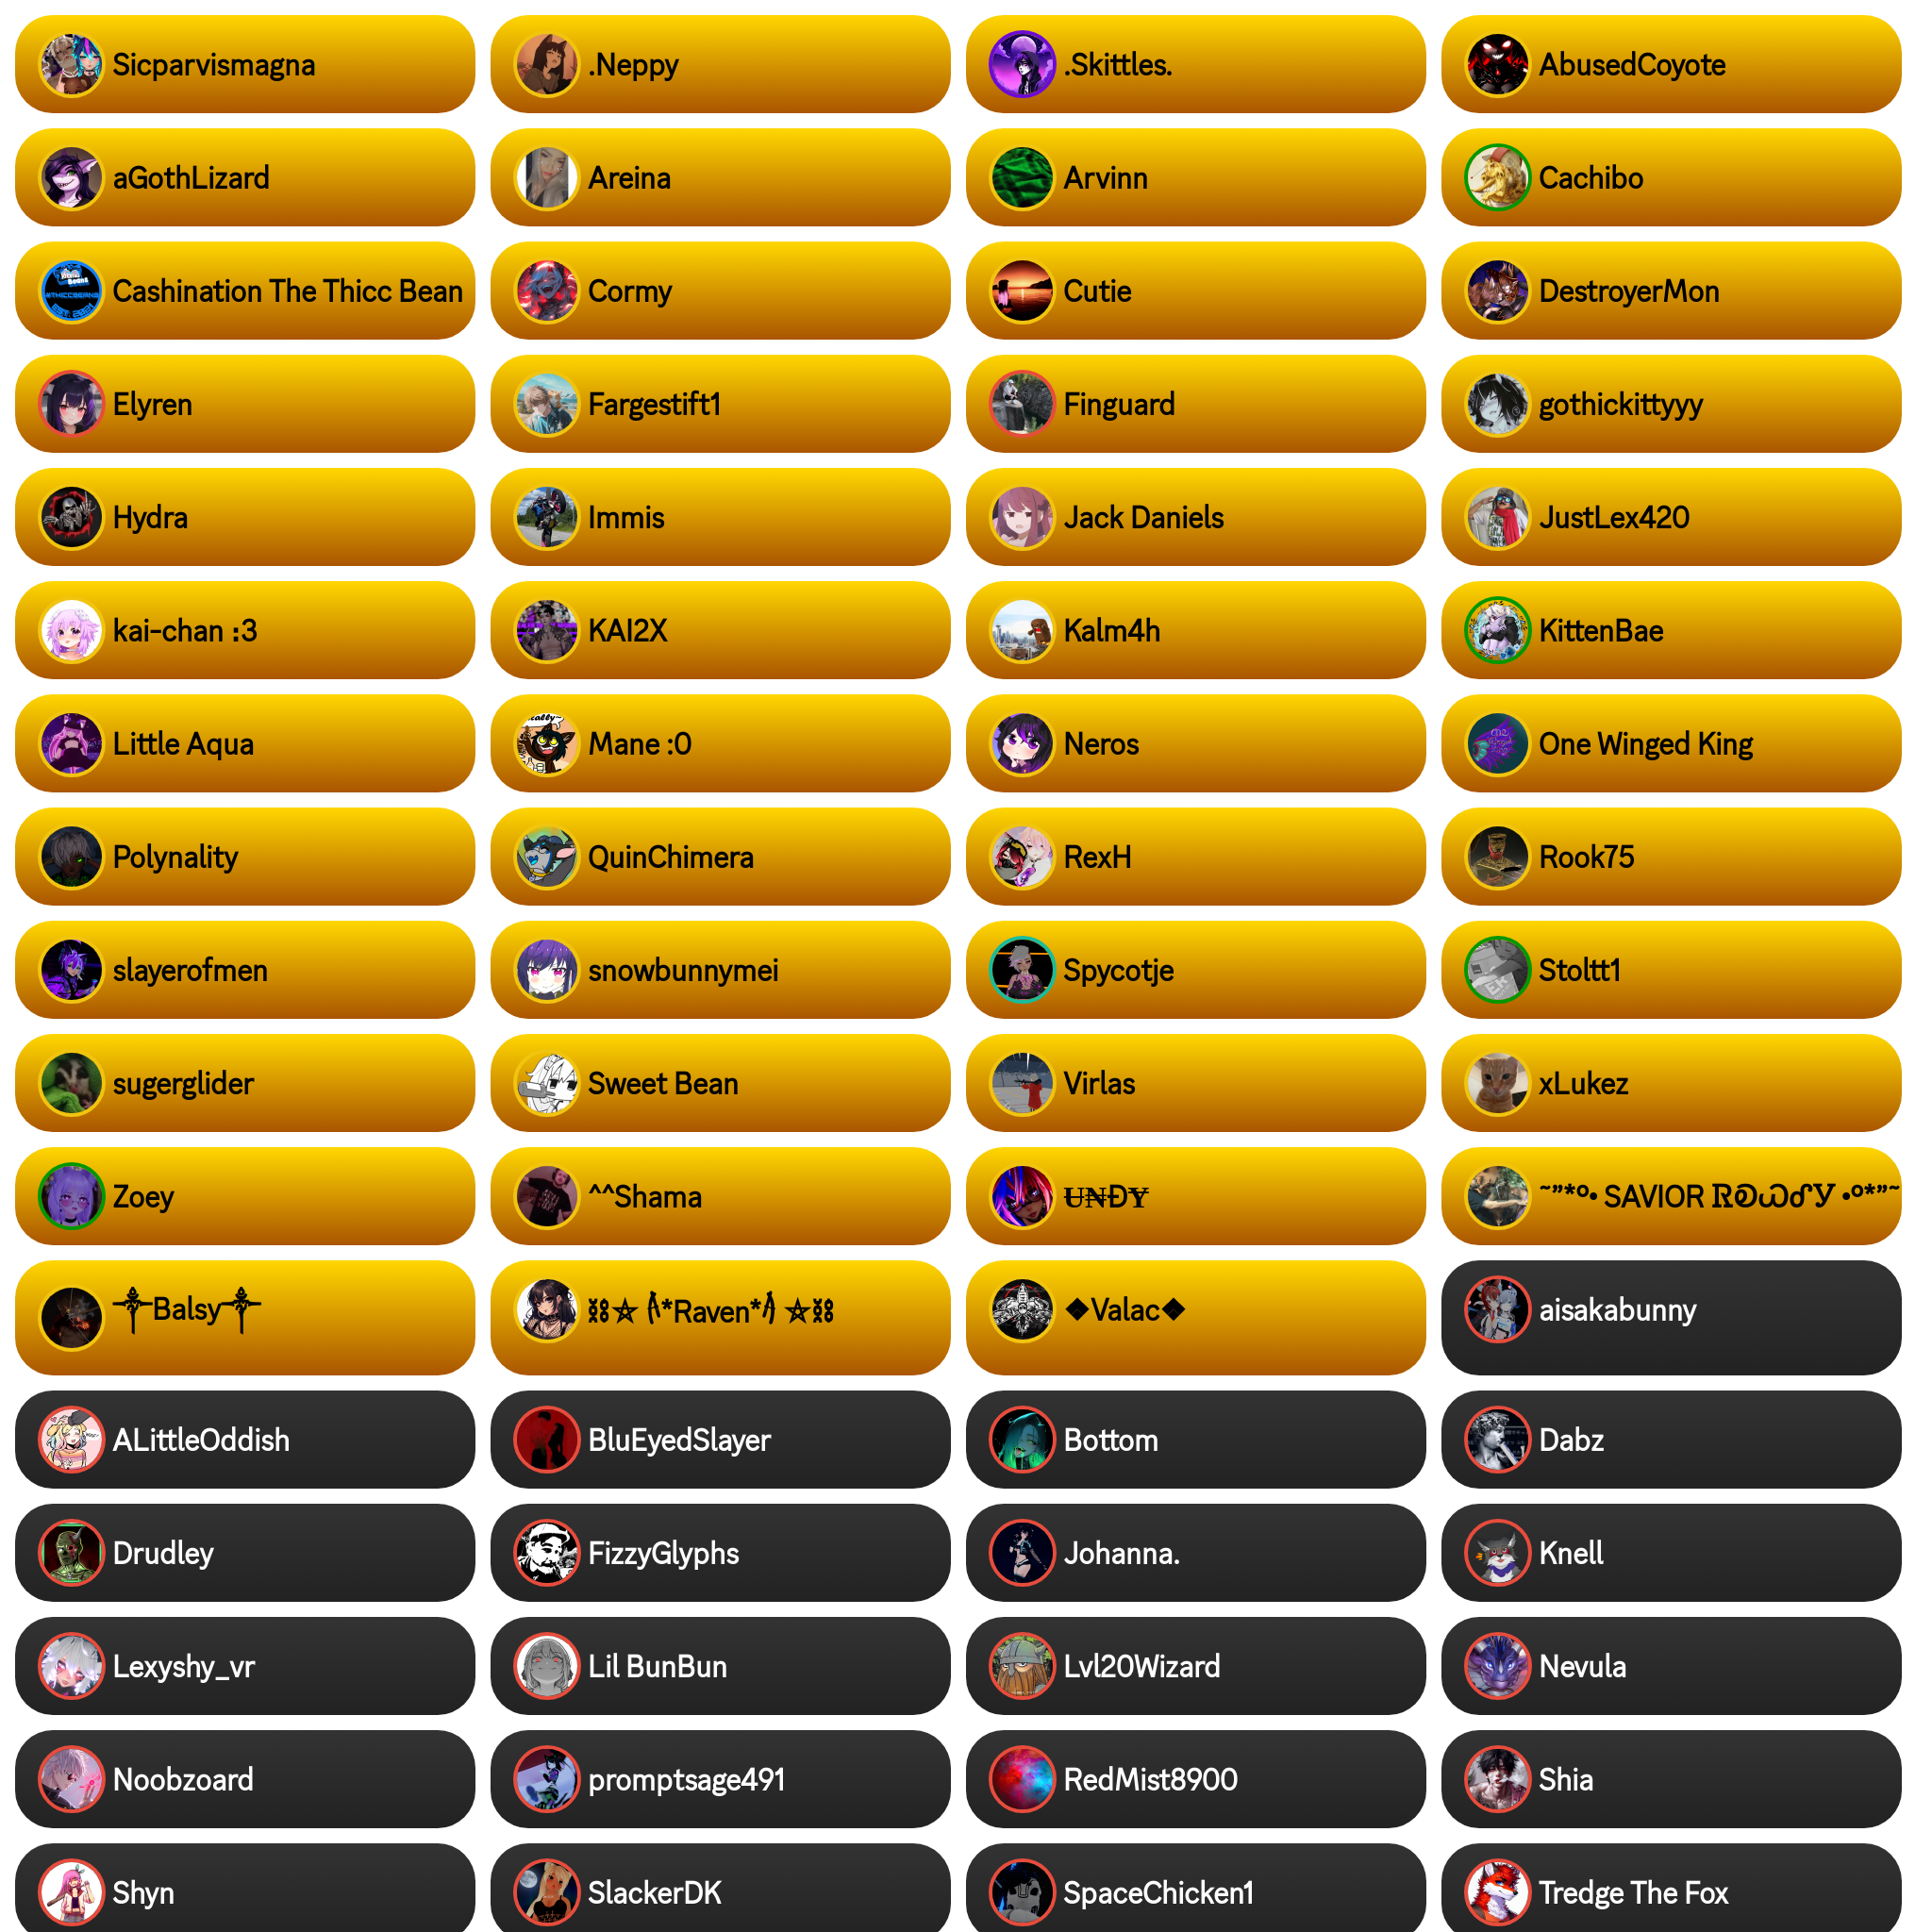 Sicparvismagna
.Neppy
.Skittles.
AbusedCoyote
aGothLizard
Areina
Arvinn
Cachibo
Cashination The Thicc Bean
Cormy
Cutie
DestroyerMon
Elyren
Fargestift1
Finguard
gothickittyyy
Hydra
Immis
Jack Daniels
JustLex420
kai-chan :3
KAI2X
Kalm4h
KittenBae
Little Aqua
Mane :0
Neros
One Winged King
Polynality
QuinChimera
RexH
Rook75
slayerofmen
snowbunnymei
Spycotje
Stoltt1
sugerglider
Sweet Bean
Virlas
xLukez
Zoey
^^Shama
ɄNĐɎ
~”*°• SAVIOR ᏒᎧᏇᎴᎩ •°*”~
༒Balsy༒
⛓⛤ ꍏ*Raven*ꍏ ⛤⛓
❖Valac❖
aisakabunny
ALittleOddish
BluEyedSlayer
Bottom
Dabz
Drudley
FizzyGlyphs
Johanna.
Knell
Lexyshy_vr
Lil BunBun
Lvl20Wizard
Nevula
Noobzoard
promptsage491
RedMist8900
Shia
Shyn
SlackerDK
SpaceChicken1
Tredge The Fox